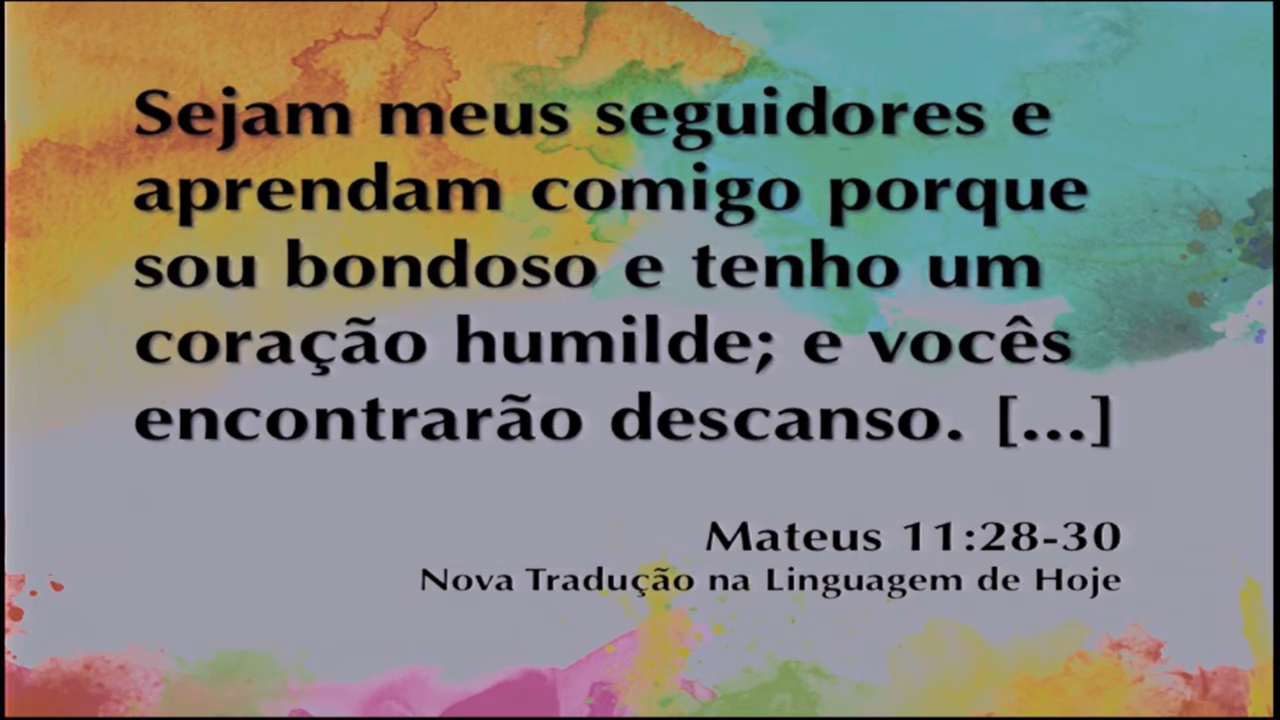 Sejam meus seguidores e
aprendam comigo porque
sou bondoso e tenho um
coração humilde; e vocês
encontrarão descanso. [...]
Mateus 11:28-30
Nova Tradução na Linguagem de Hoje